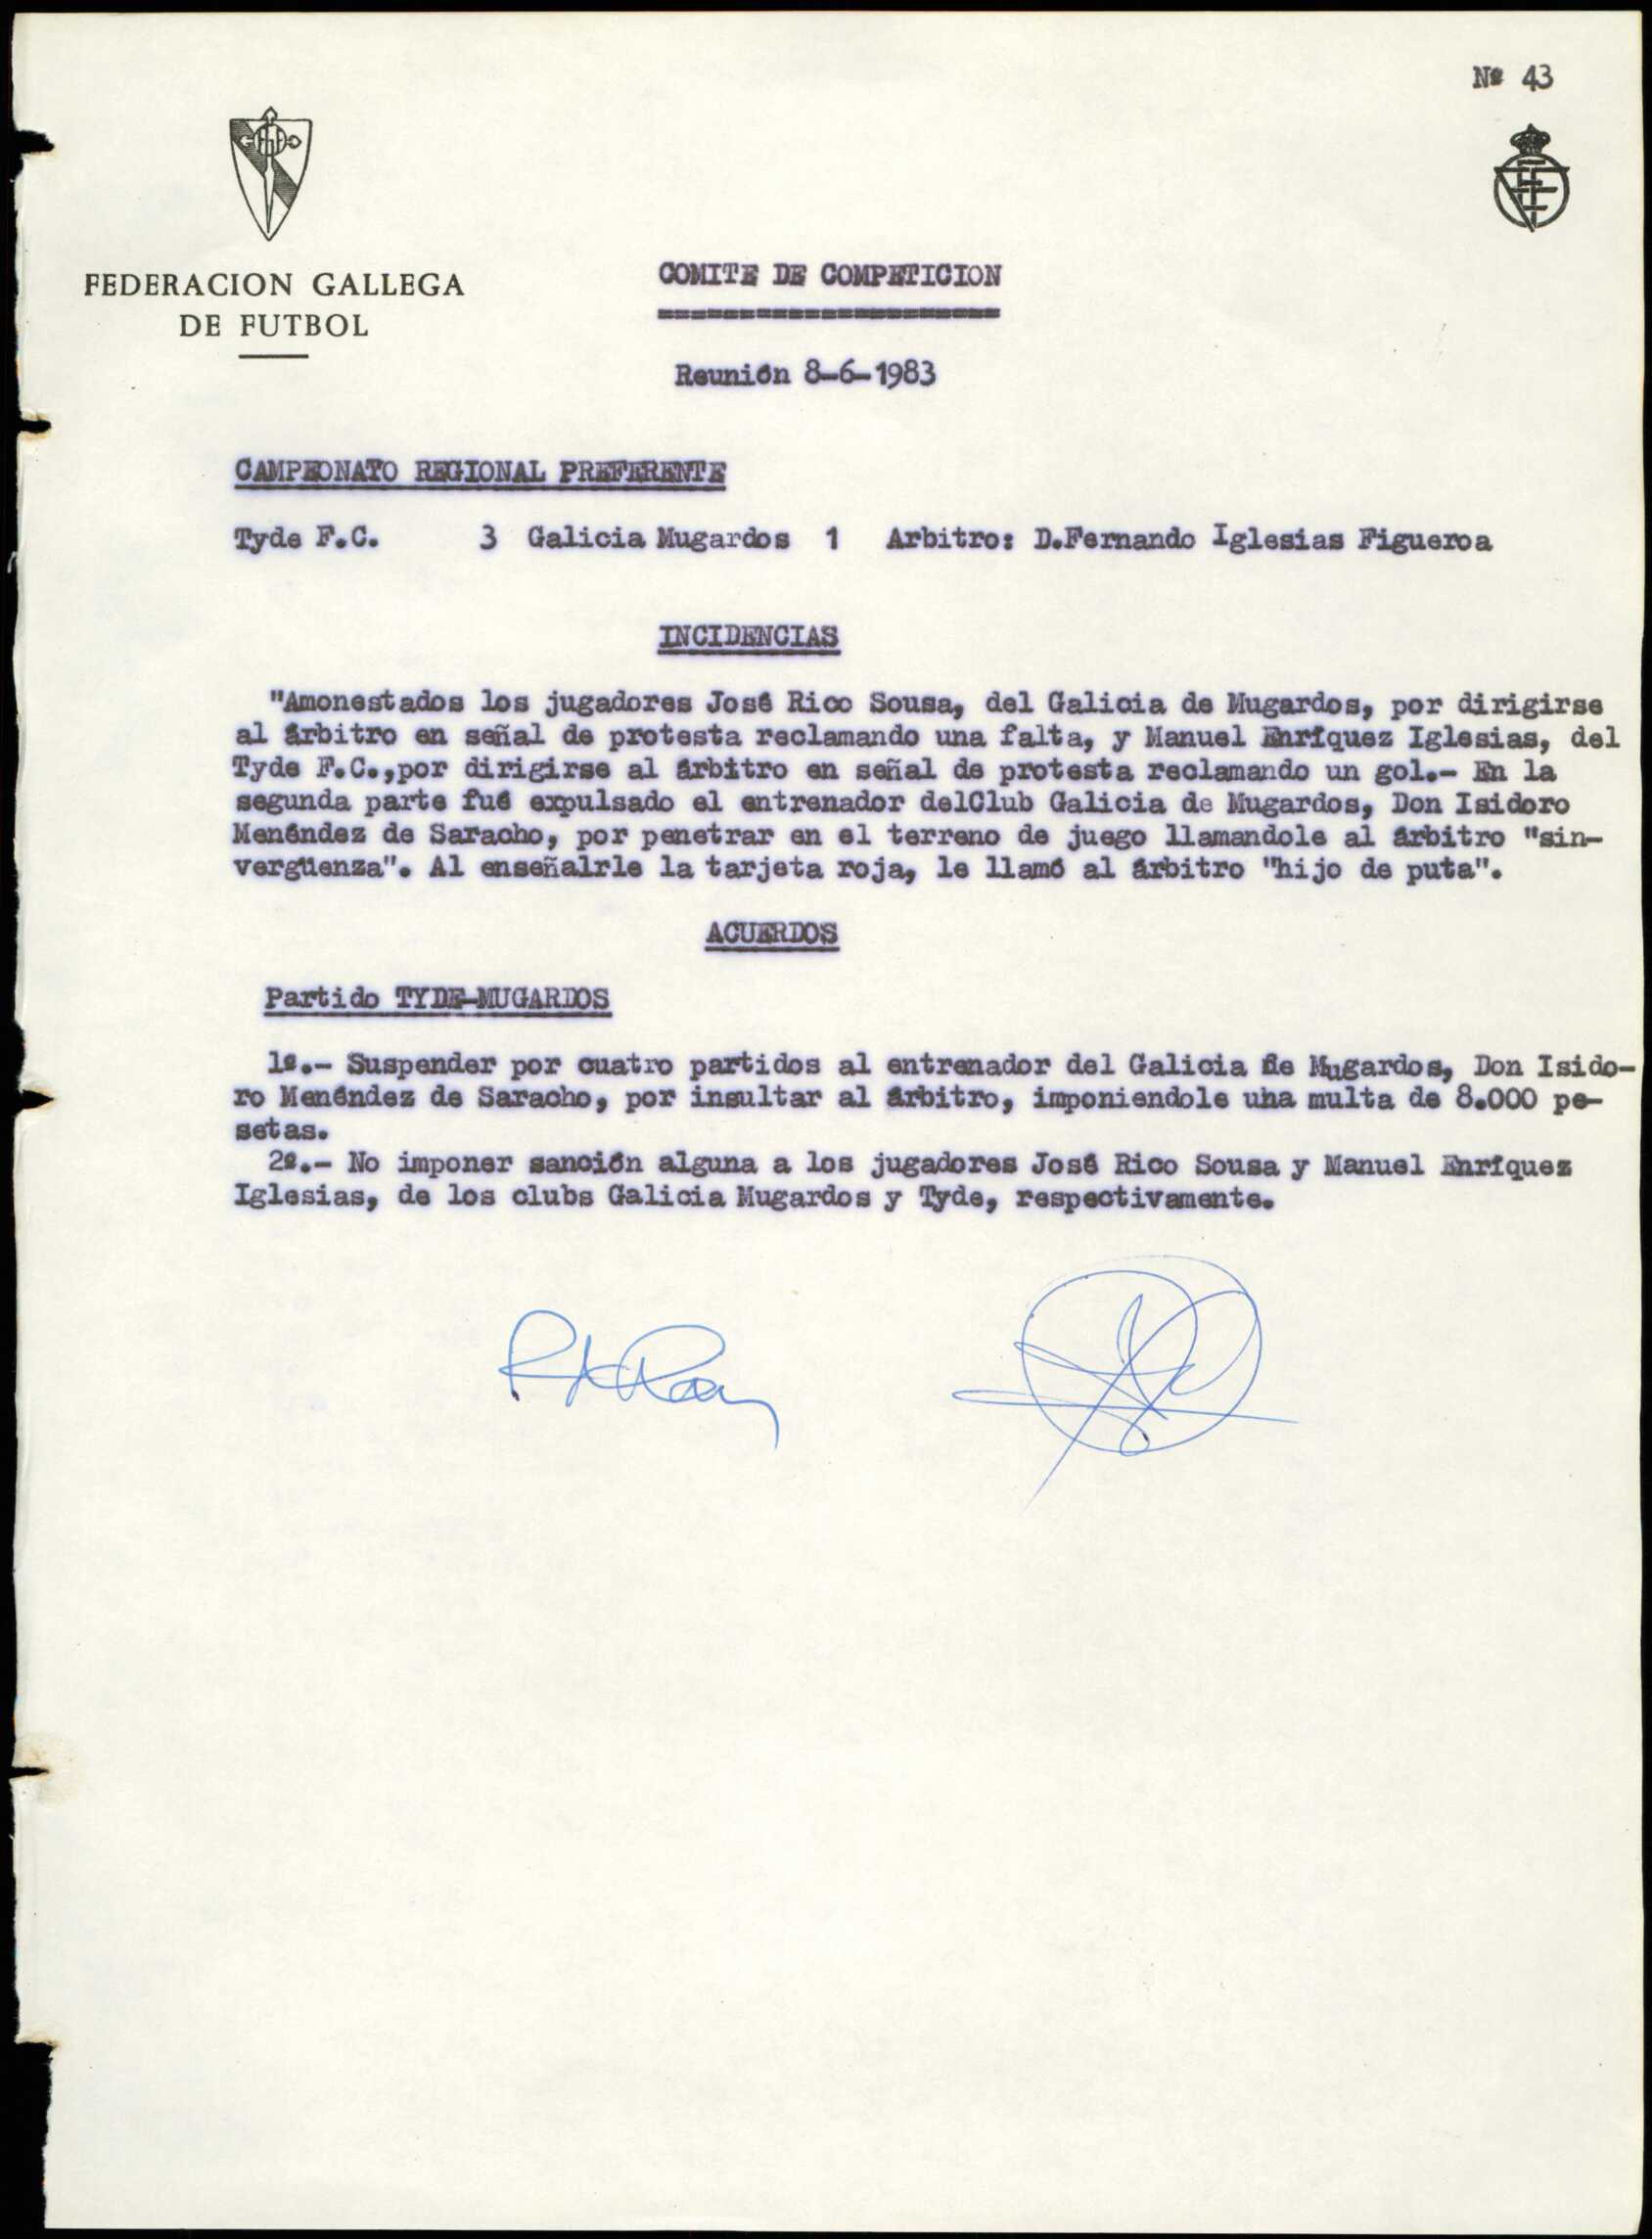 Nº 43
FEDERACION GALLEGA
DE FUTBOL
COMITE DE COMPETICION
=====================
Reunión 8-6-1983
CAMPEONATO REGIONAL PREFERENTE
Tyde F.C. 3 Galicia Mugardos 1 Arbitro: D.Fernando Iglesias Figueroa
INCIDENCIAS
"Amonestados los jugadores José Rico Sousa, del Galicia de Mugardos, por dirigirse
al árbitro en señal de protesta reclamando una falta, y Manuel Enríquez Iglesias, del
Tyde F.C.,por dirigirse al árbitro en señal de protesta reclamando un gol.- En la
segunda parte fué expulsado el entrenador delClub Galicia de Mugardos, Don Isidoro
Menéndez de Saracho, por penetrar en el terreno de juego llamandole al árbitro "sin-
vergüenza". Al enseñalrle la tarjeta roja, le llamó al árbitro "hijo de puta".
ACUERDOS
Partido TYDE-MUGARDOS
1º.- Suspender por cuatro partidos al entrenador del Galicia de Mugardos, Don Isido-
ro Menéndez de Saracho, por insultar al árbitro, imponiendole uha multa de 8.000 pe-
setas.
2º.- No imponer sanción alguna a los jugadores José Rico Sousa y Manuel Enríquez
Iglesias, de los clubs Galicia Mugardos y Tyde, respectivamente.